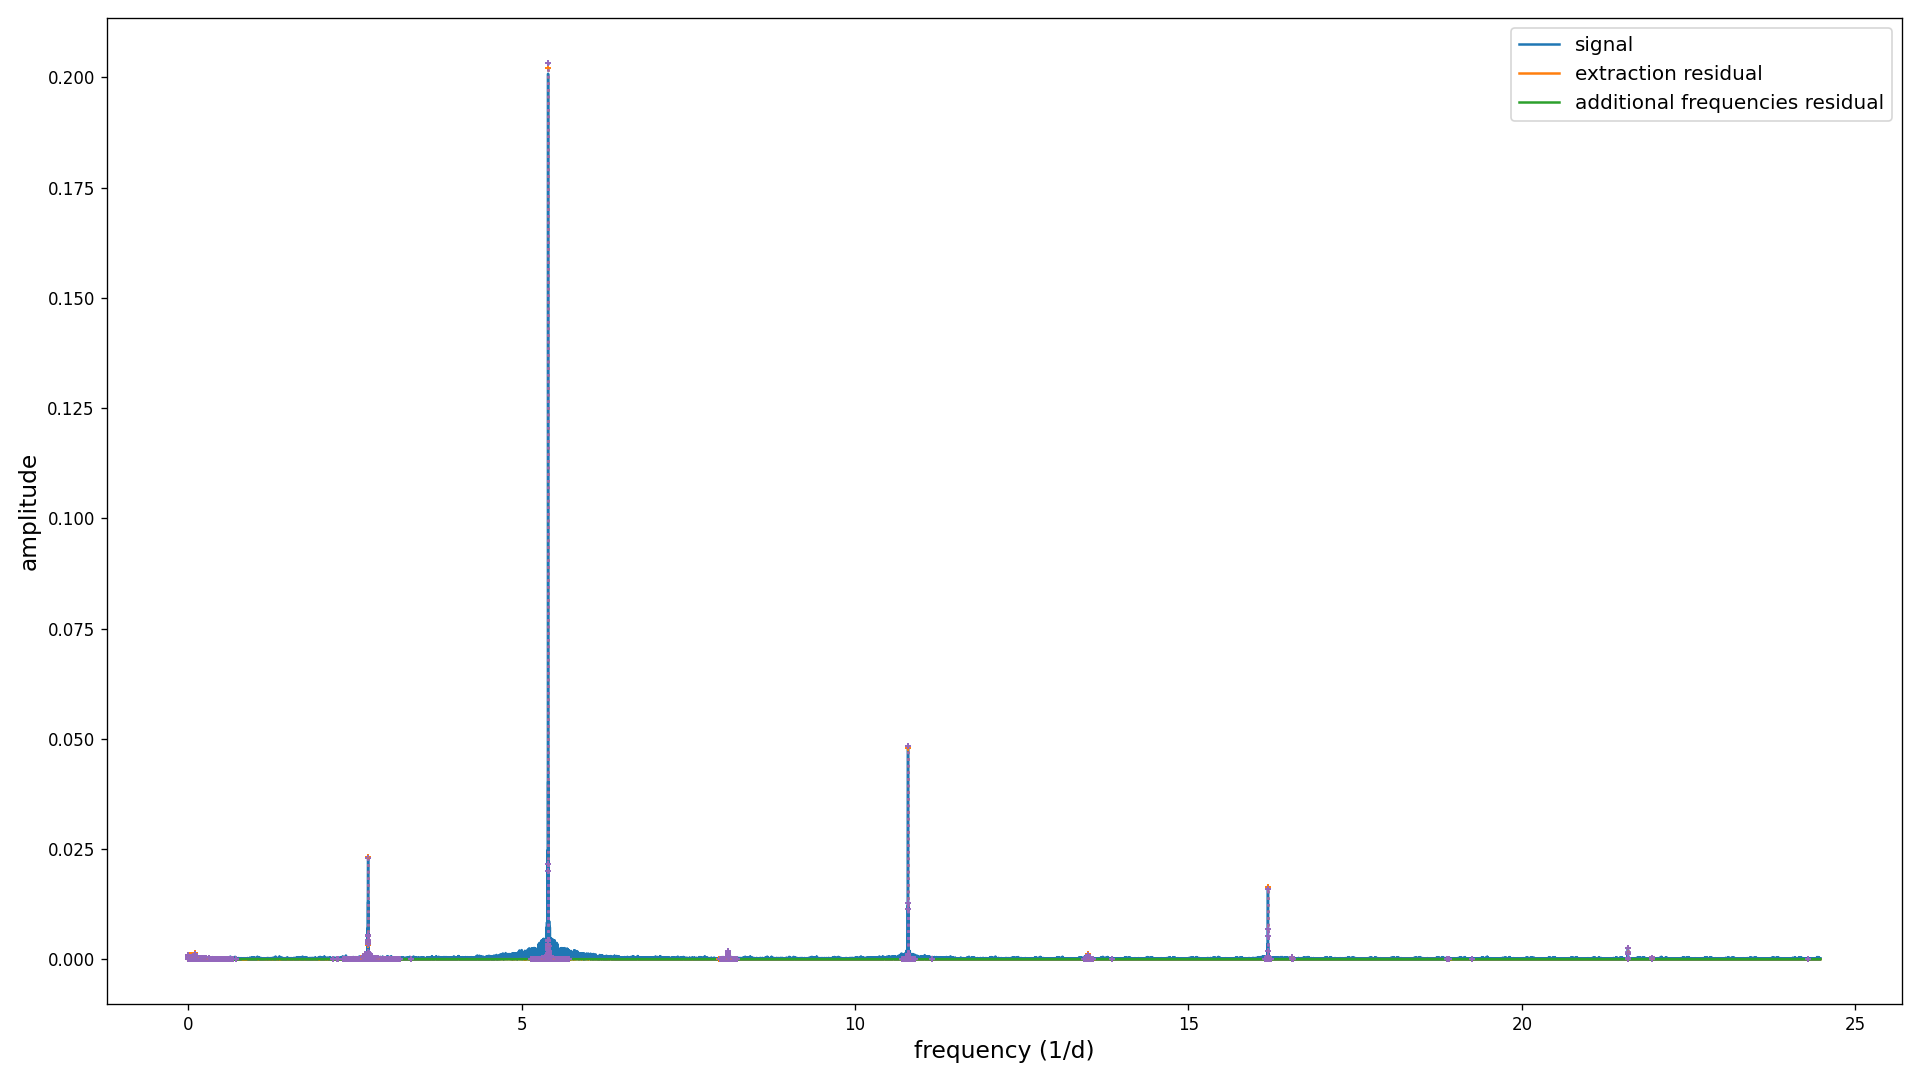 signal
extraction residual
additional frequencies residual
0.200
0.175
0.150
0.125
0.100
0.075
0.050
0.025
0.000
amplitude
0 5 10 15 20 25
frequency (1/d)